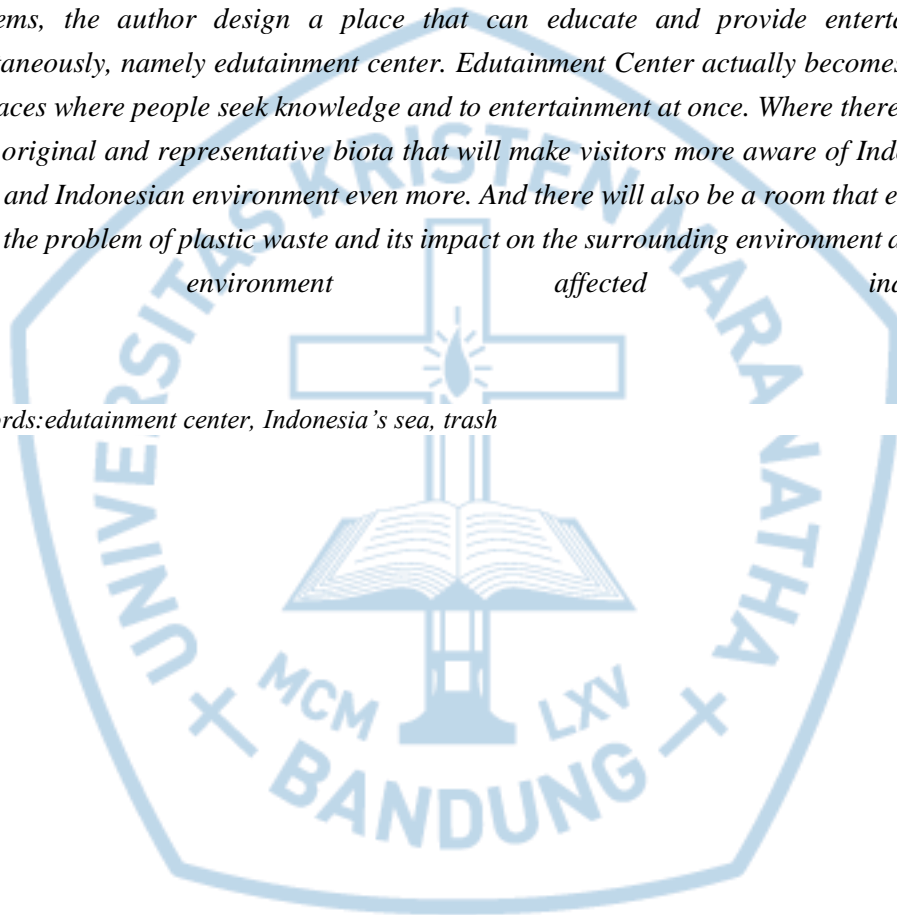 ems, the author design a place that can educate and provide enterta
taneously, namely edutainment center. Edutainment Center actually becomes
aces where people seek knowledge and to entertainment at once. Where there
original and representative biota that will make visitors more aware of Ind
and Indonesian environment even more. And there will also be a room that e
the problem of plastic waste and its impact on the surrounding environment
environment affected
ords:edutainment center, Indonesia's sea, trash
UNIVERSITAS KRISTEN MARANATHA
MCM LXV
BANDUNG